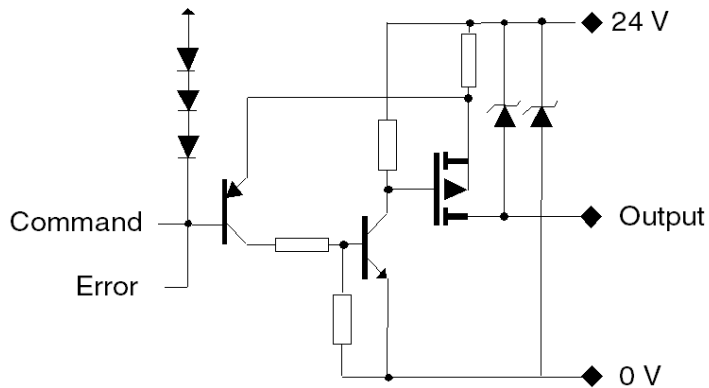 24 V
Command
Output
Error
0 V